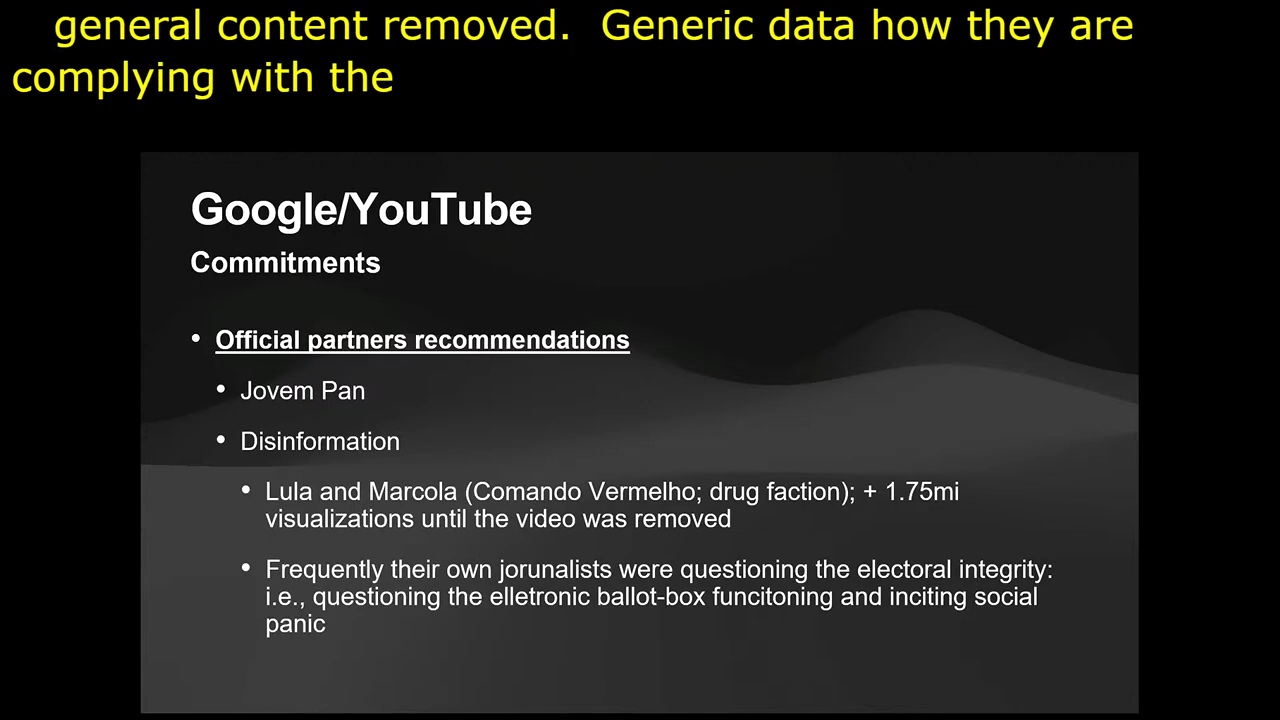 general content removed.  Generic data how they are
complying with the
Google/YouTube
Commitments
• Official partners recommendations
• Jovem Pan
• Disinformation
• Lula and Marcola (Comando Vermelho; drug faction); + 1.75mi
visualizations until the video was removed
• Frequently their own jorunalists were questioning the electoral integrity:
i.e., questioning the elletronic ballot-box funcitoning and inciting social
panic